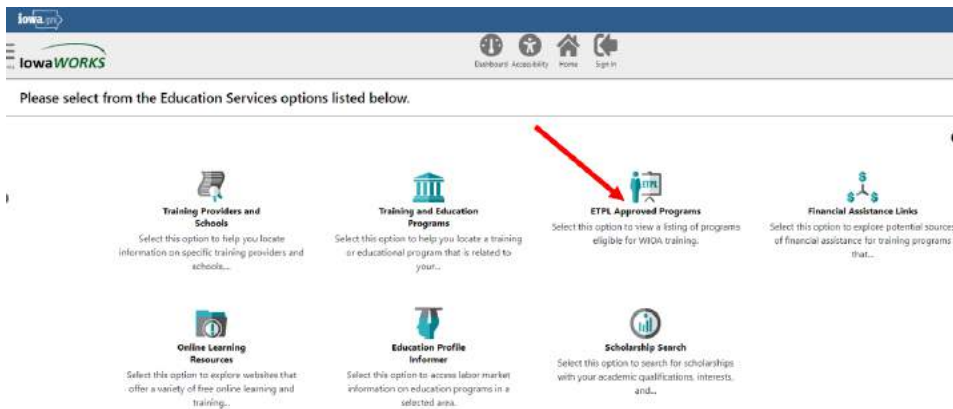 Iowa.gov
IowaWORKS
Dashboard Accessibility Home Sign In
Please select from the Education Services options listed below.
Training Providers and
Schools
Select this option to help you locate
information on specific training providers and
schools...
Training and Education
Programs
Select this option to help you locate a training
or educational program that is related to
your...
ETPL
ETPL Approved Programs
Select this option to view a listing of programs
eligible for WIOA training.
Financial Assistance Links
Select this option to explore potential sources
of financial assistance for training programs
that...
Online Learning
Resources
Select this option to explore websites that
offer a variety of free online learning and
training...
Education Profile
Informer
Select this option to access labor market
information on education programs in a
selected area.
Scholarship Search
Select this option to search for scholarships
with your academic qualifications, interests,
and...